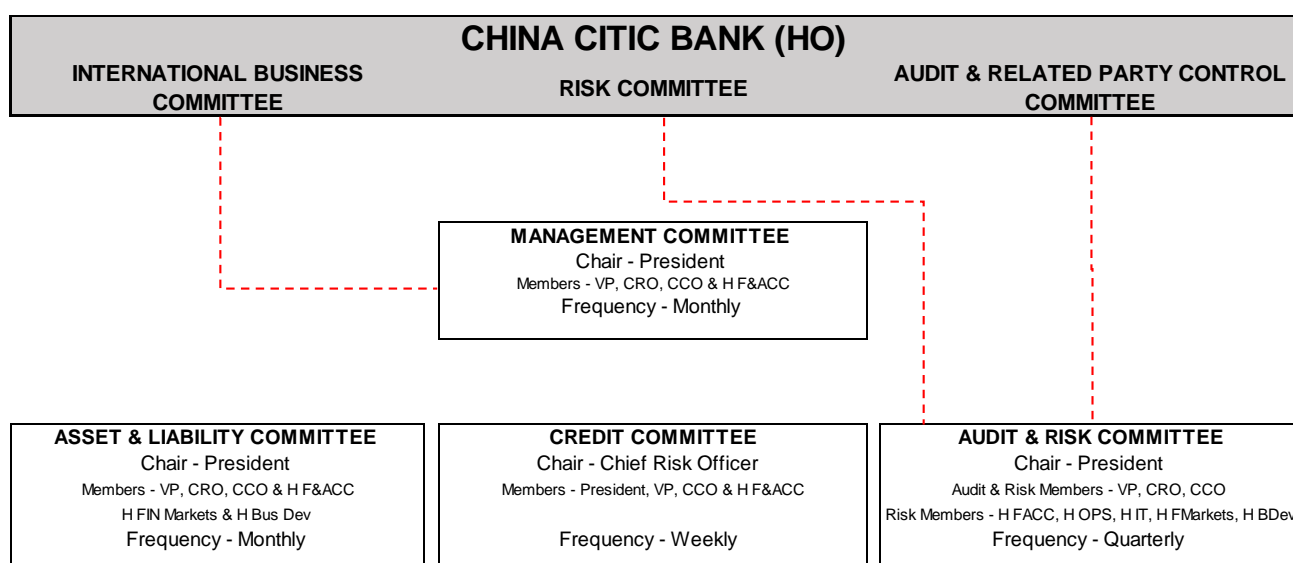 CHINA CITIC BANK (HO)
INTERNATIONAL BUSINESS
COMMITTEE
RISK COMMITTEE
AUDIT & RELATED PARTY CONTROL
COMMITTEE
MANAGEMENT COMMITTEE
Chair - President
Members - VP, CRO, CCO & H F&ACC
Frequency - Monthly
ASSET & LIABILITY COMMITTEE
Chair - President
Members - VP, CRO, CCO & H F&ACC
H FIN Markets & H Bus Dev
Frequency - Monthly
CREDIT COMMITTEE
Chair - Chief Risk Officer
Members - President, VP, CCO & H F&ACC
Frequency - Weekly
AUDIT & RISK COMMITTEE
Chair - President
Audit & Risk Members - VP, CRO, CCO
Risk Members - H FACC, H OPS, H IT, H FMarkets, H BDev
Frequency - Quarterly